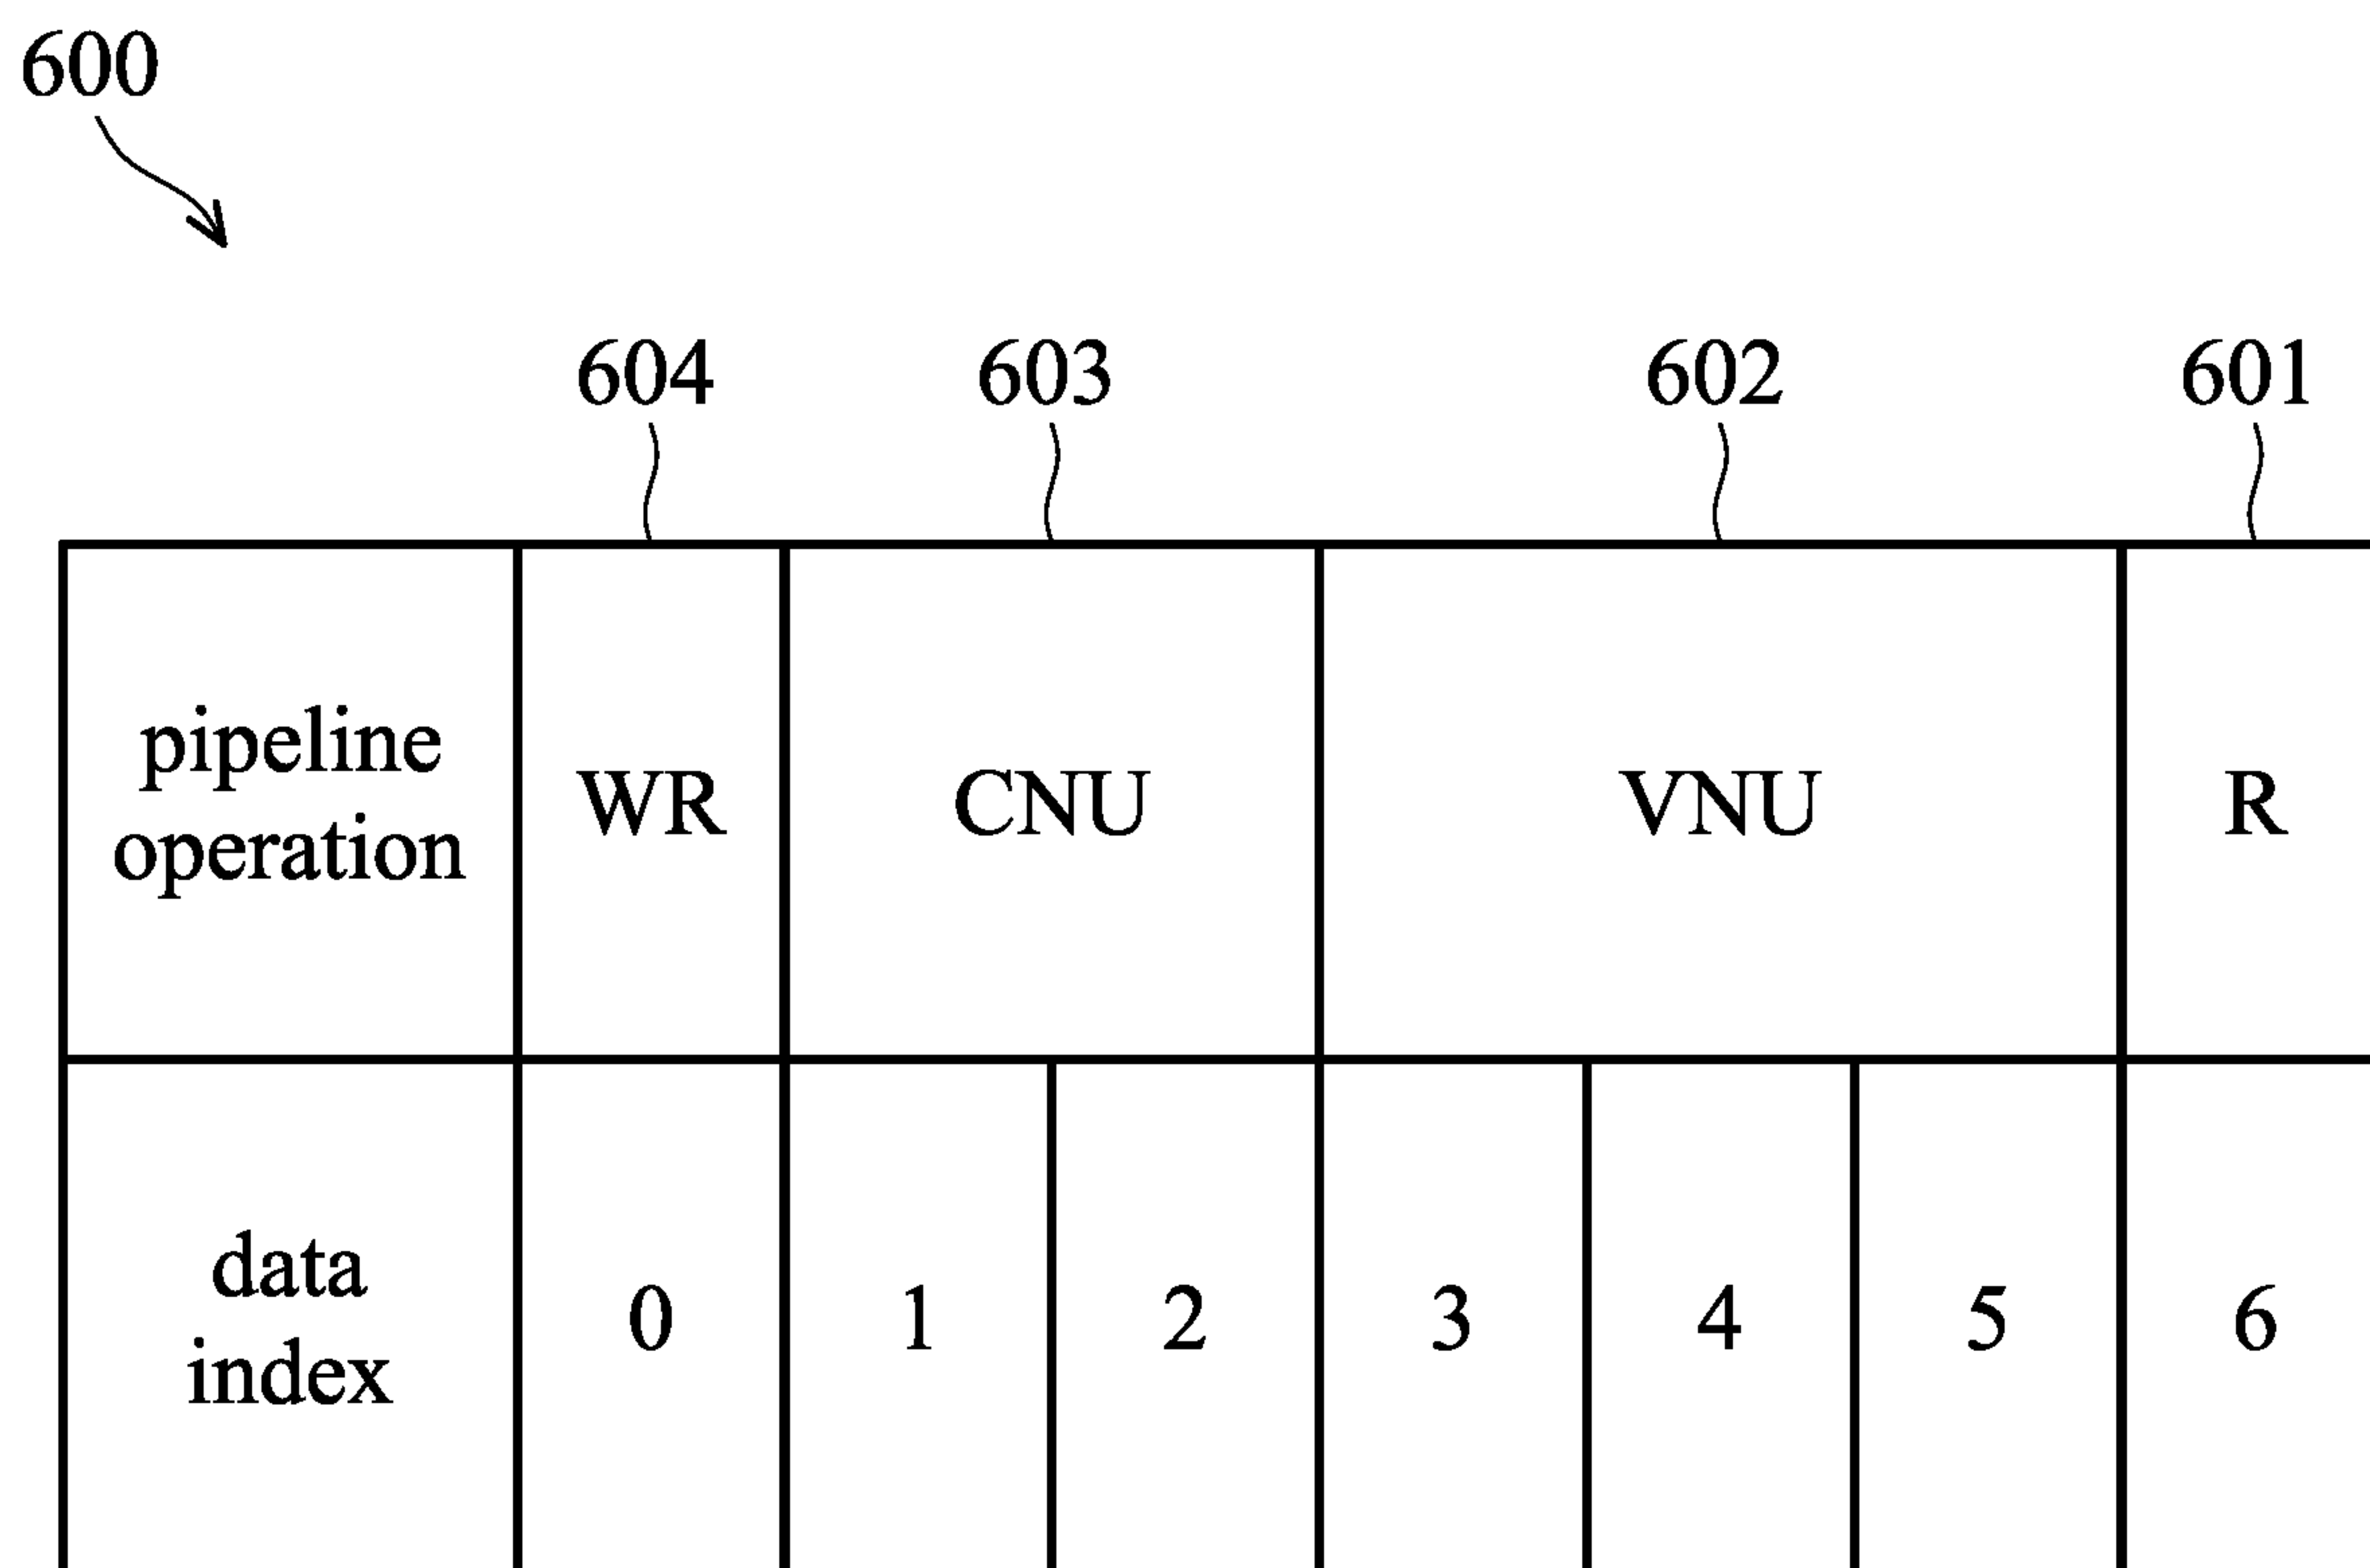 600
604 603 602 601
pipeline
operation
WR CNU VNU R
data
index
0 1 2 3 4 5 6